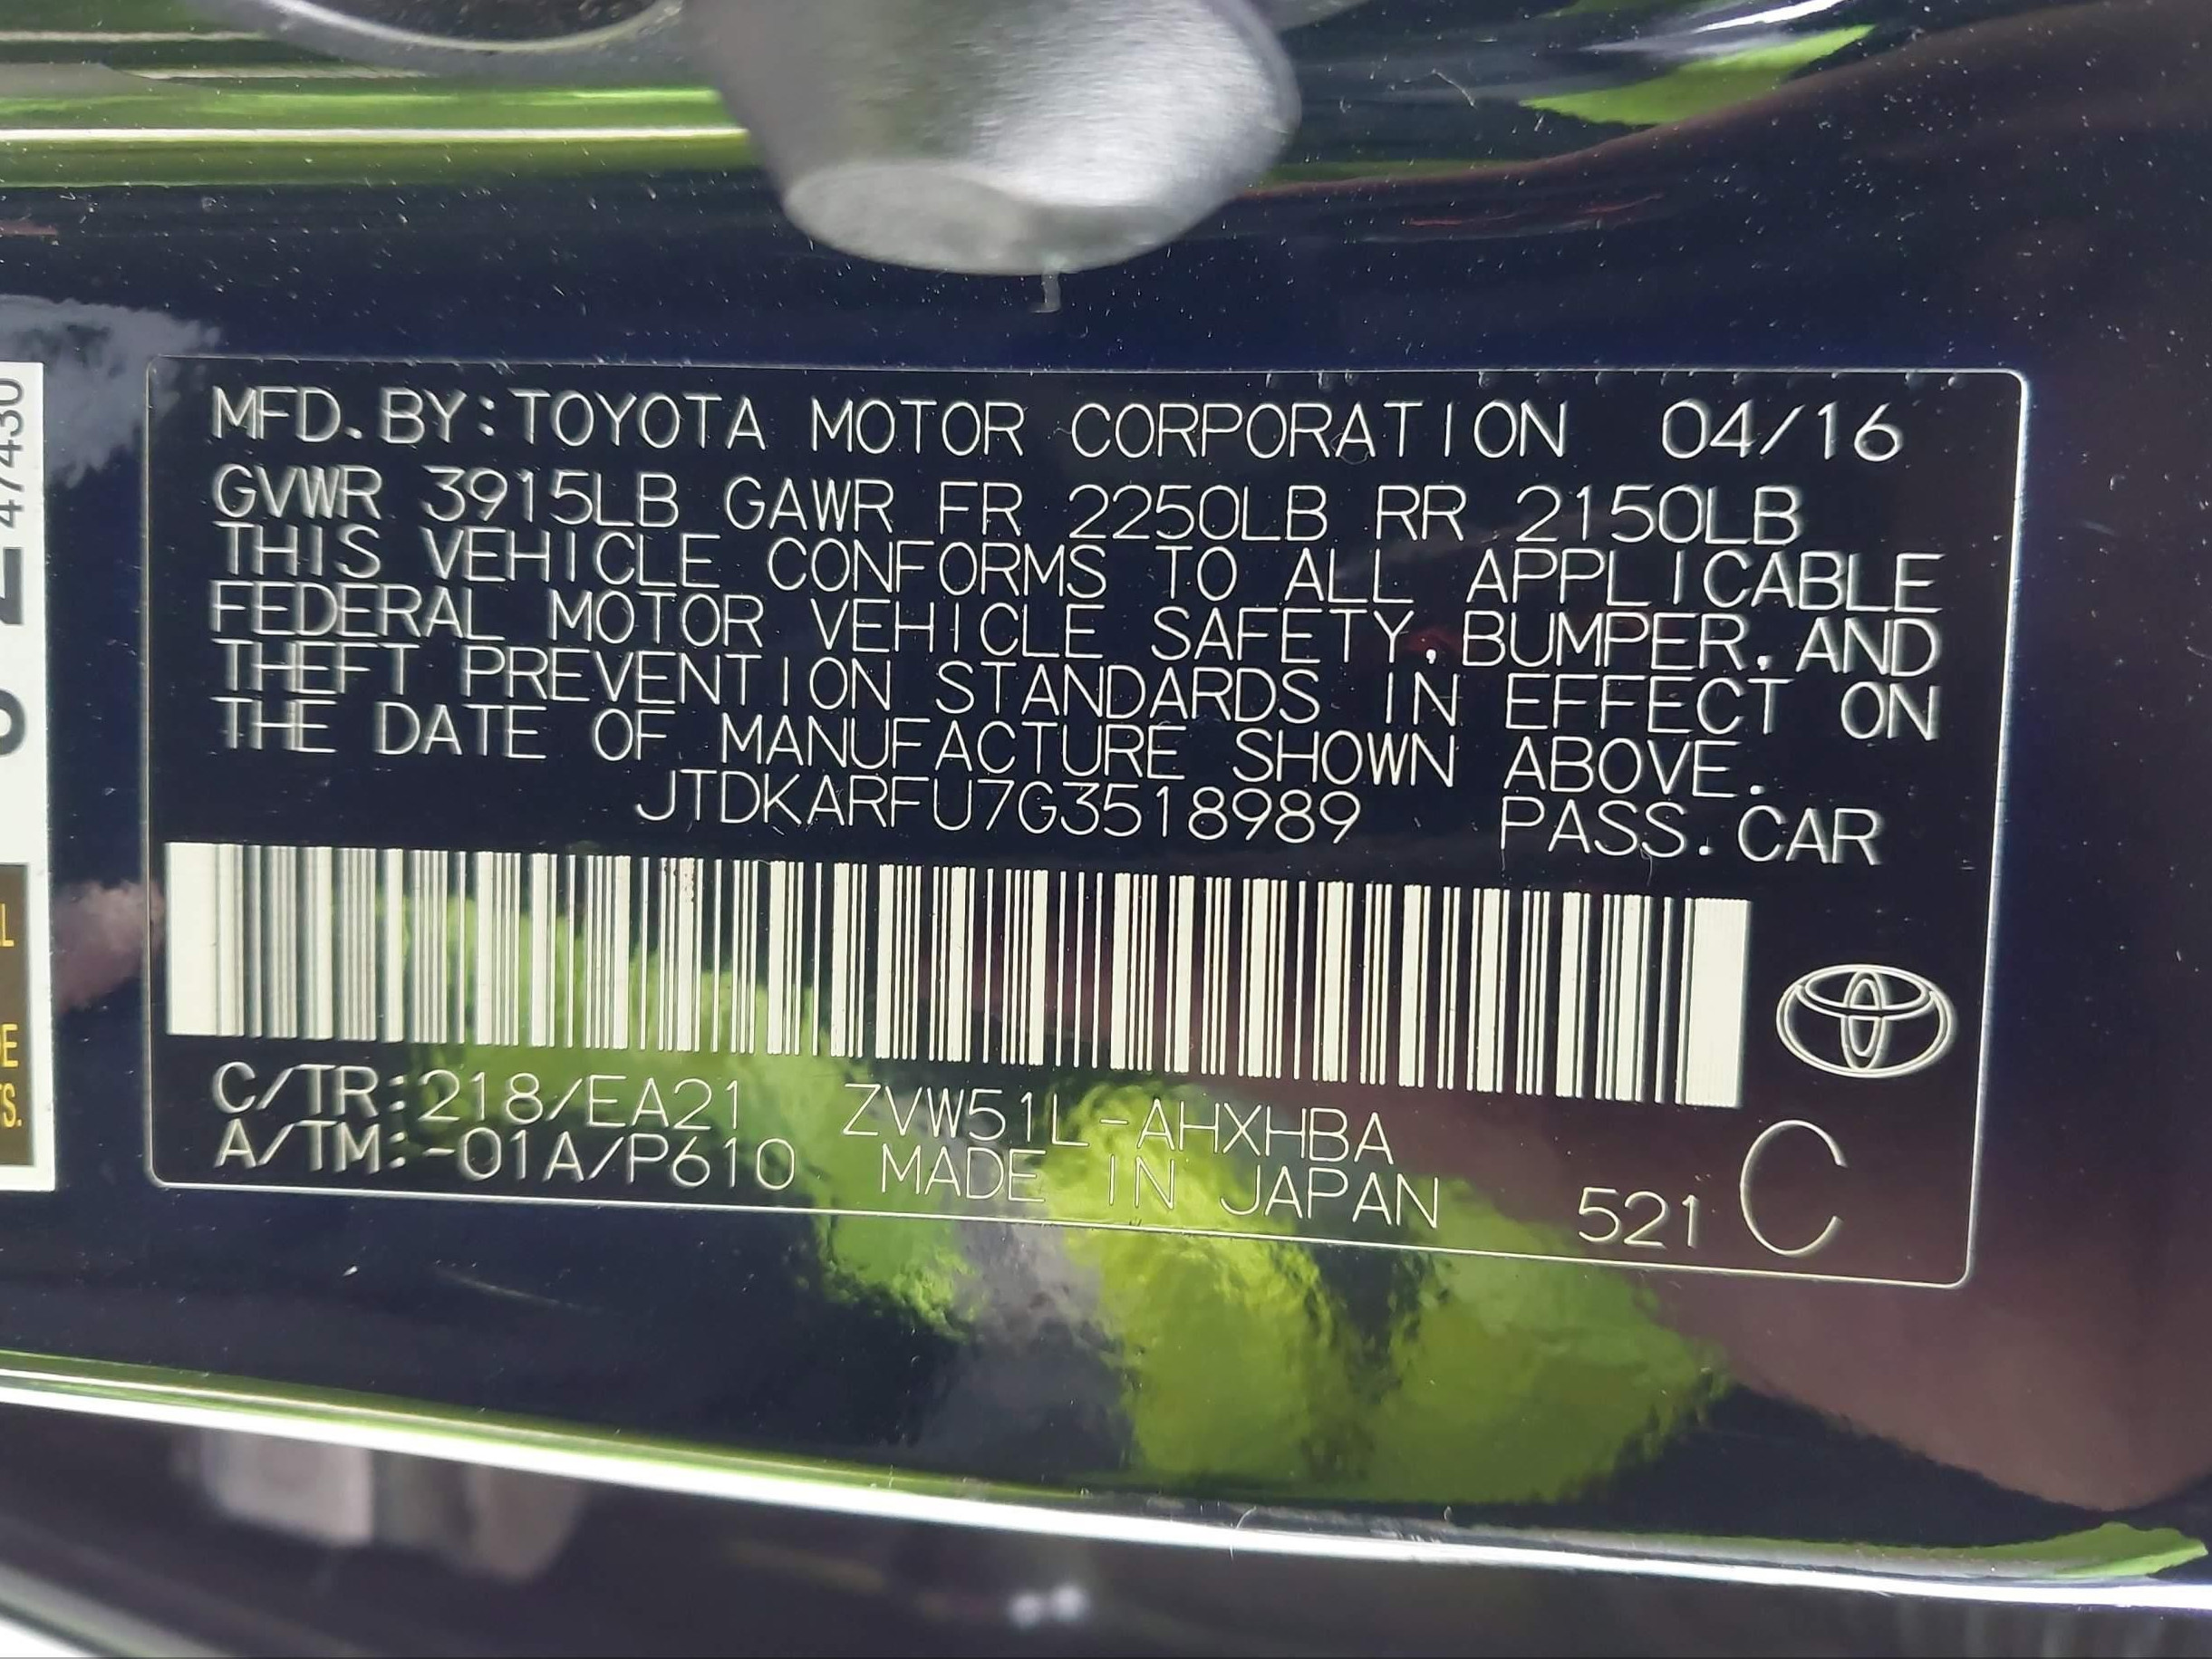 MFD. BY: TOYOTA MOTOR CORPORATION 04/16
GVWR 3915LB GAWR FR 2250LB RR 2150LB
THIS VEHICLE CONFORMS TO ALL APPLICABLE
FEDERAL MOTOR VEHICLE SAFETY, BUMPER, AND
THEFT PREVENTION STANDARDS IN EFFECT ON
THE DATE OF MANUFACTURE SHOWN ABOVE.
JTDKARFU7G3518989 PASS. CAR
C/TR:218/EA21 ZVW51L-AHXHBA
A/TM:-01A/P610 MADE IN JAPAN 521 C
47430